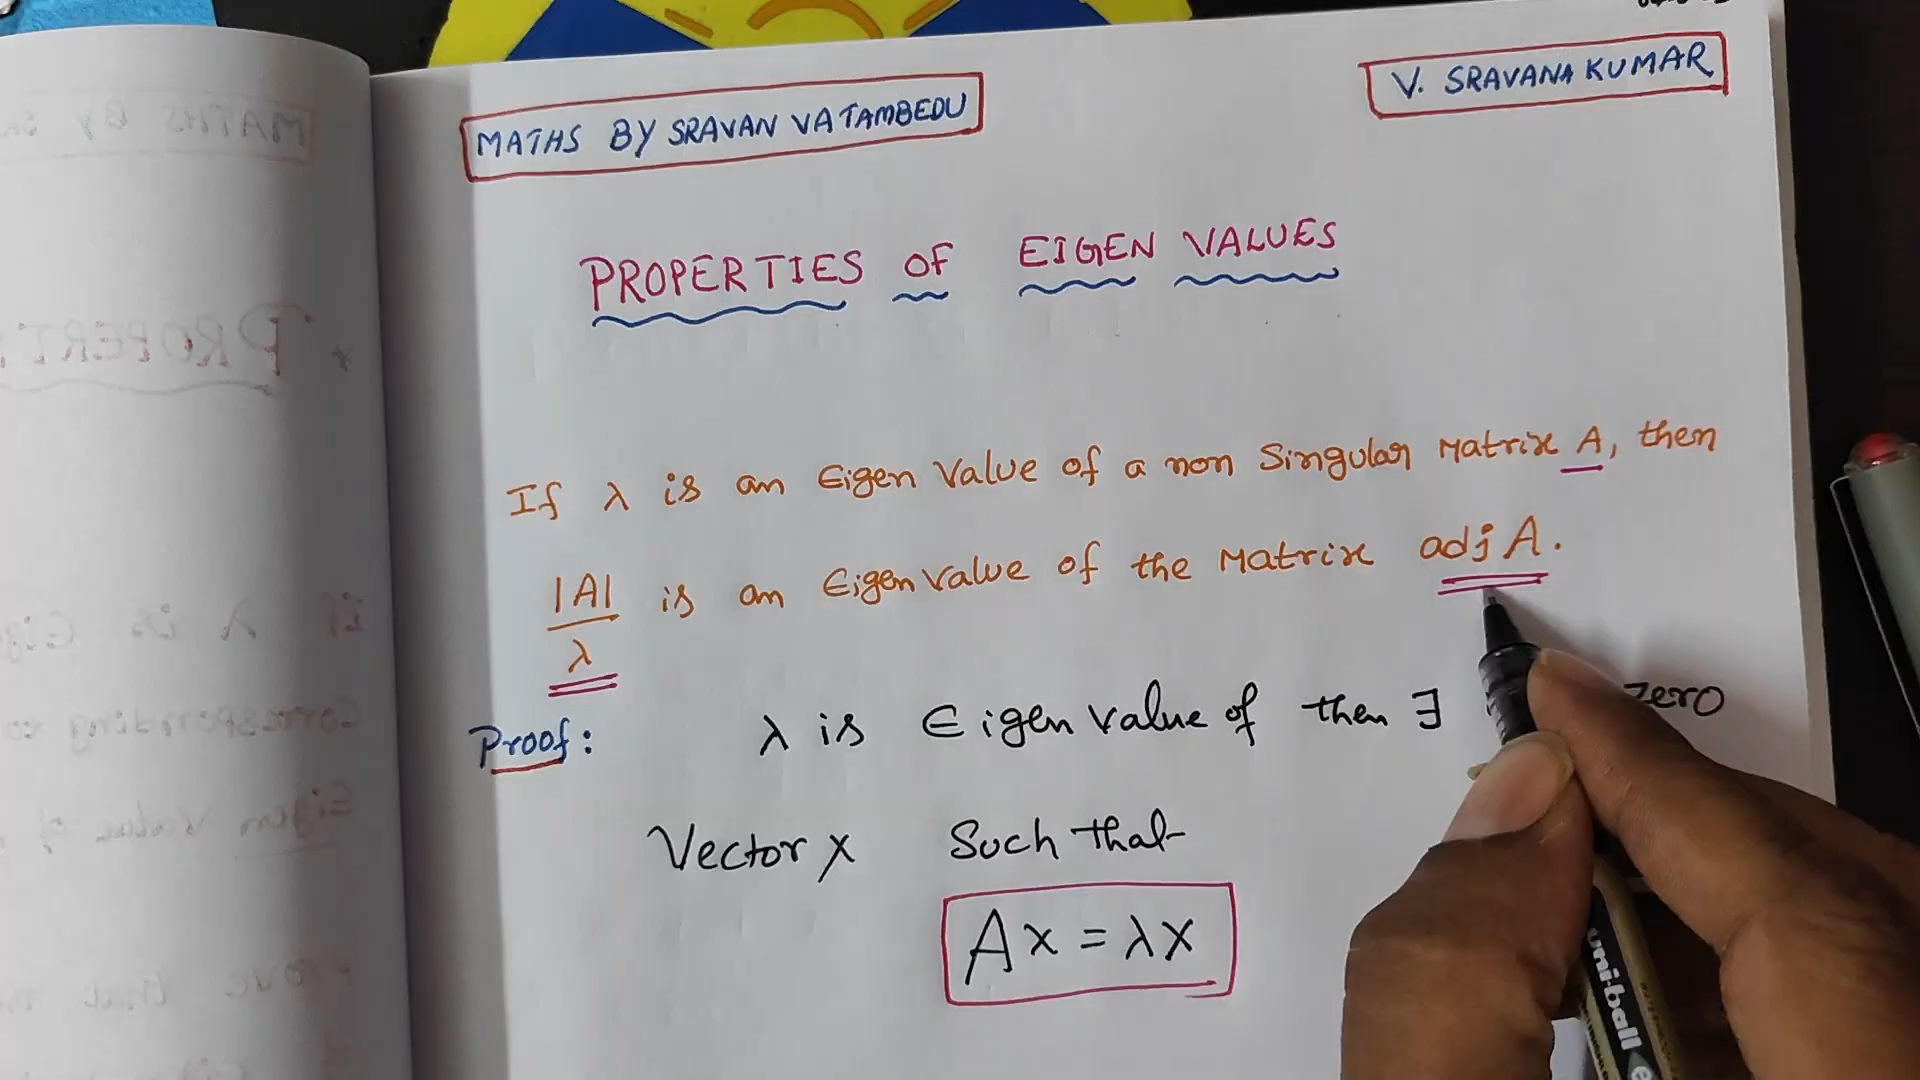 MATHS BY SRAVAN VATAMBEDU
V. SRAVANA KUMAR
PROPERTIES OF EIGEN VALUES
If λ is an Eigen Value of a non Singular Matrix A, then
|A|/λ is an Eigen Value of the Matrix adj A.
Proof: λ is Eigen Value of then ∃ zero
Vector X Such that
AX = λX
uni-ball